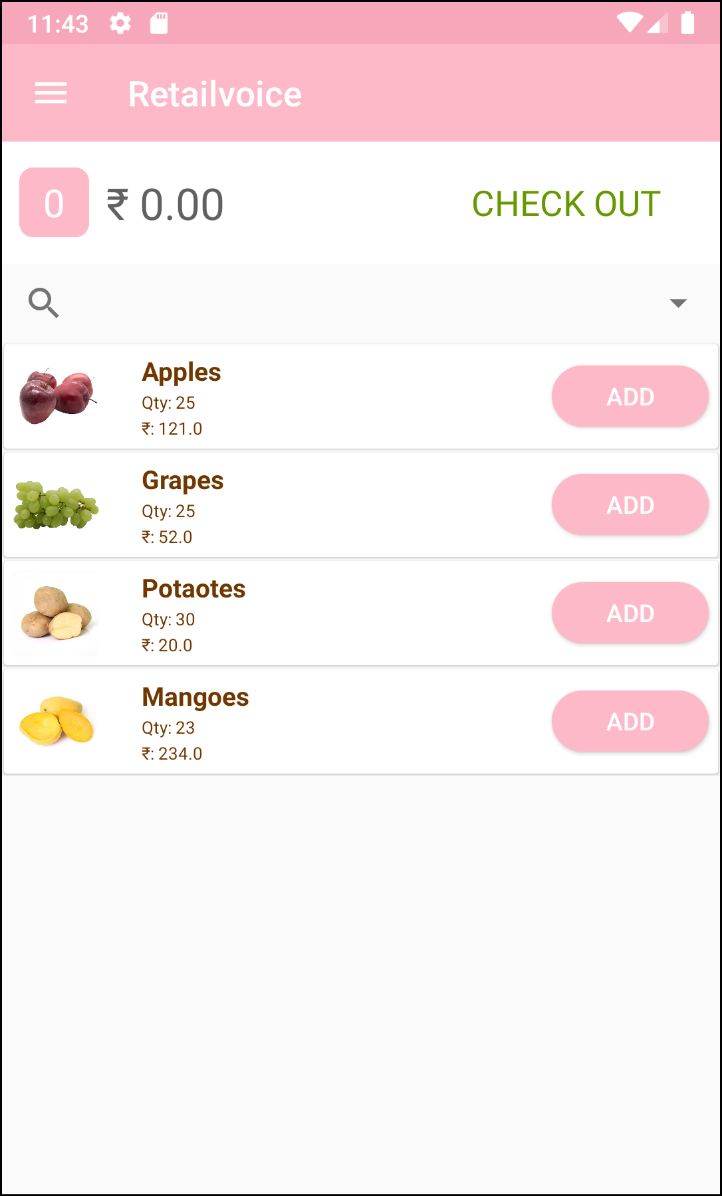 11:43
Retailvoice
0 ₹ 0.00 CHECK OUT
Apples
Qty: 25
₹: 121.0
ADD
Grapes
Qty: 25
₹: 52.0
ADD
Potaotes
Qty: 30
₹: 20.0
ADD
Mangoes
Qty: 23
₹: 234.0
ADD